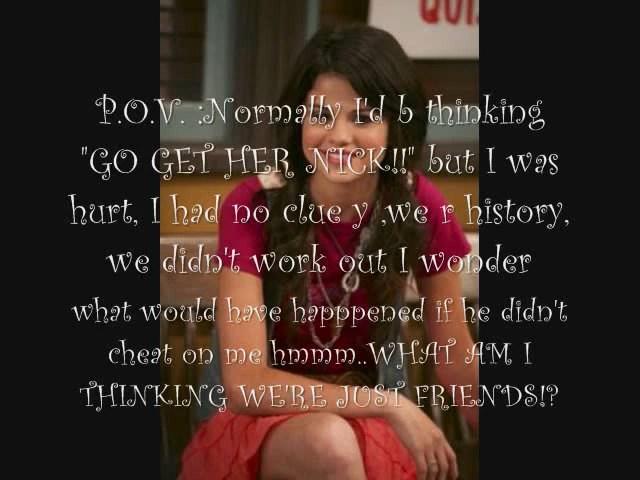 QUI
P.O.V. :Normally I'd b thinking
"GO GET HER NICK!!" but I was
hurt, I had no clue y ,we r history,
we didn't work out I wonder
what would have happpened if he didn't
cheat on me hmmm..WHAT AM I
THINKING WE'RE JUST FRIENDS!?